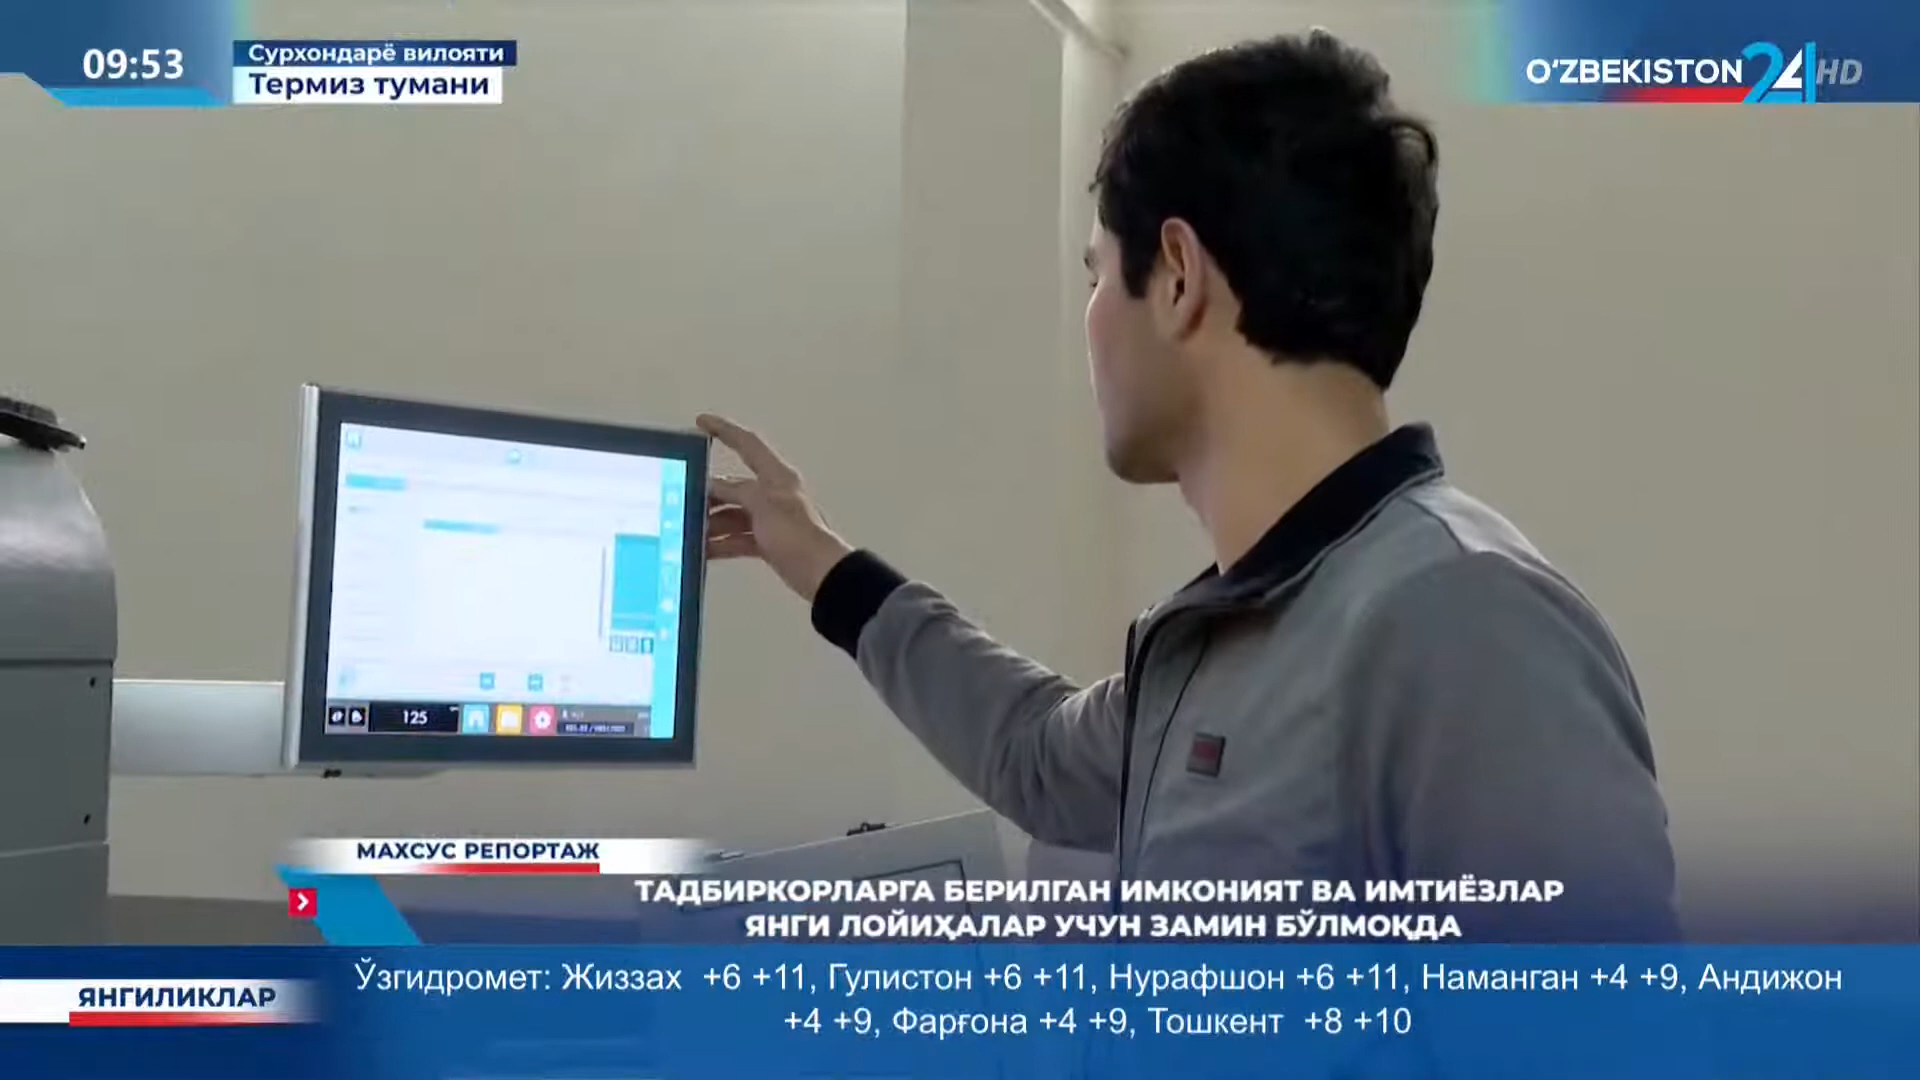 09:53
Сурхондарё вилояти
Термиз тумани
O‘ZBEKISTON 24 HD
125
МАХСУС РЕПОРТАЖ
ТАДБИРКОРЛАРГА БЕРИЛГАН ИМКОНИЯТ ВА ИМТИЁЗЛАР
ЯНГИ ЛОЙИҲАЛАР УЧУН ЗАМИН БЎЛМОҚДА
ЯНГИЛИКЛАР
Ўзгидромет: Жиззах +6 +11, Гулистон +6 +11, Нурафшон +6 +11, Наманган +4 +9, Андижон
+4 +9, Фарғона +4 +9, Тошкент +8 +10